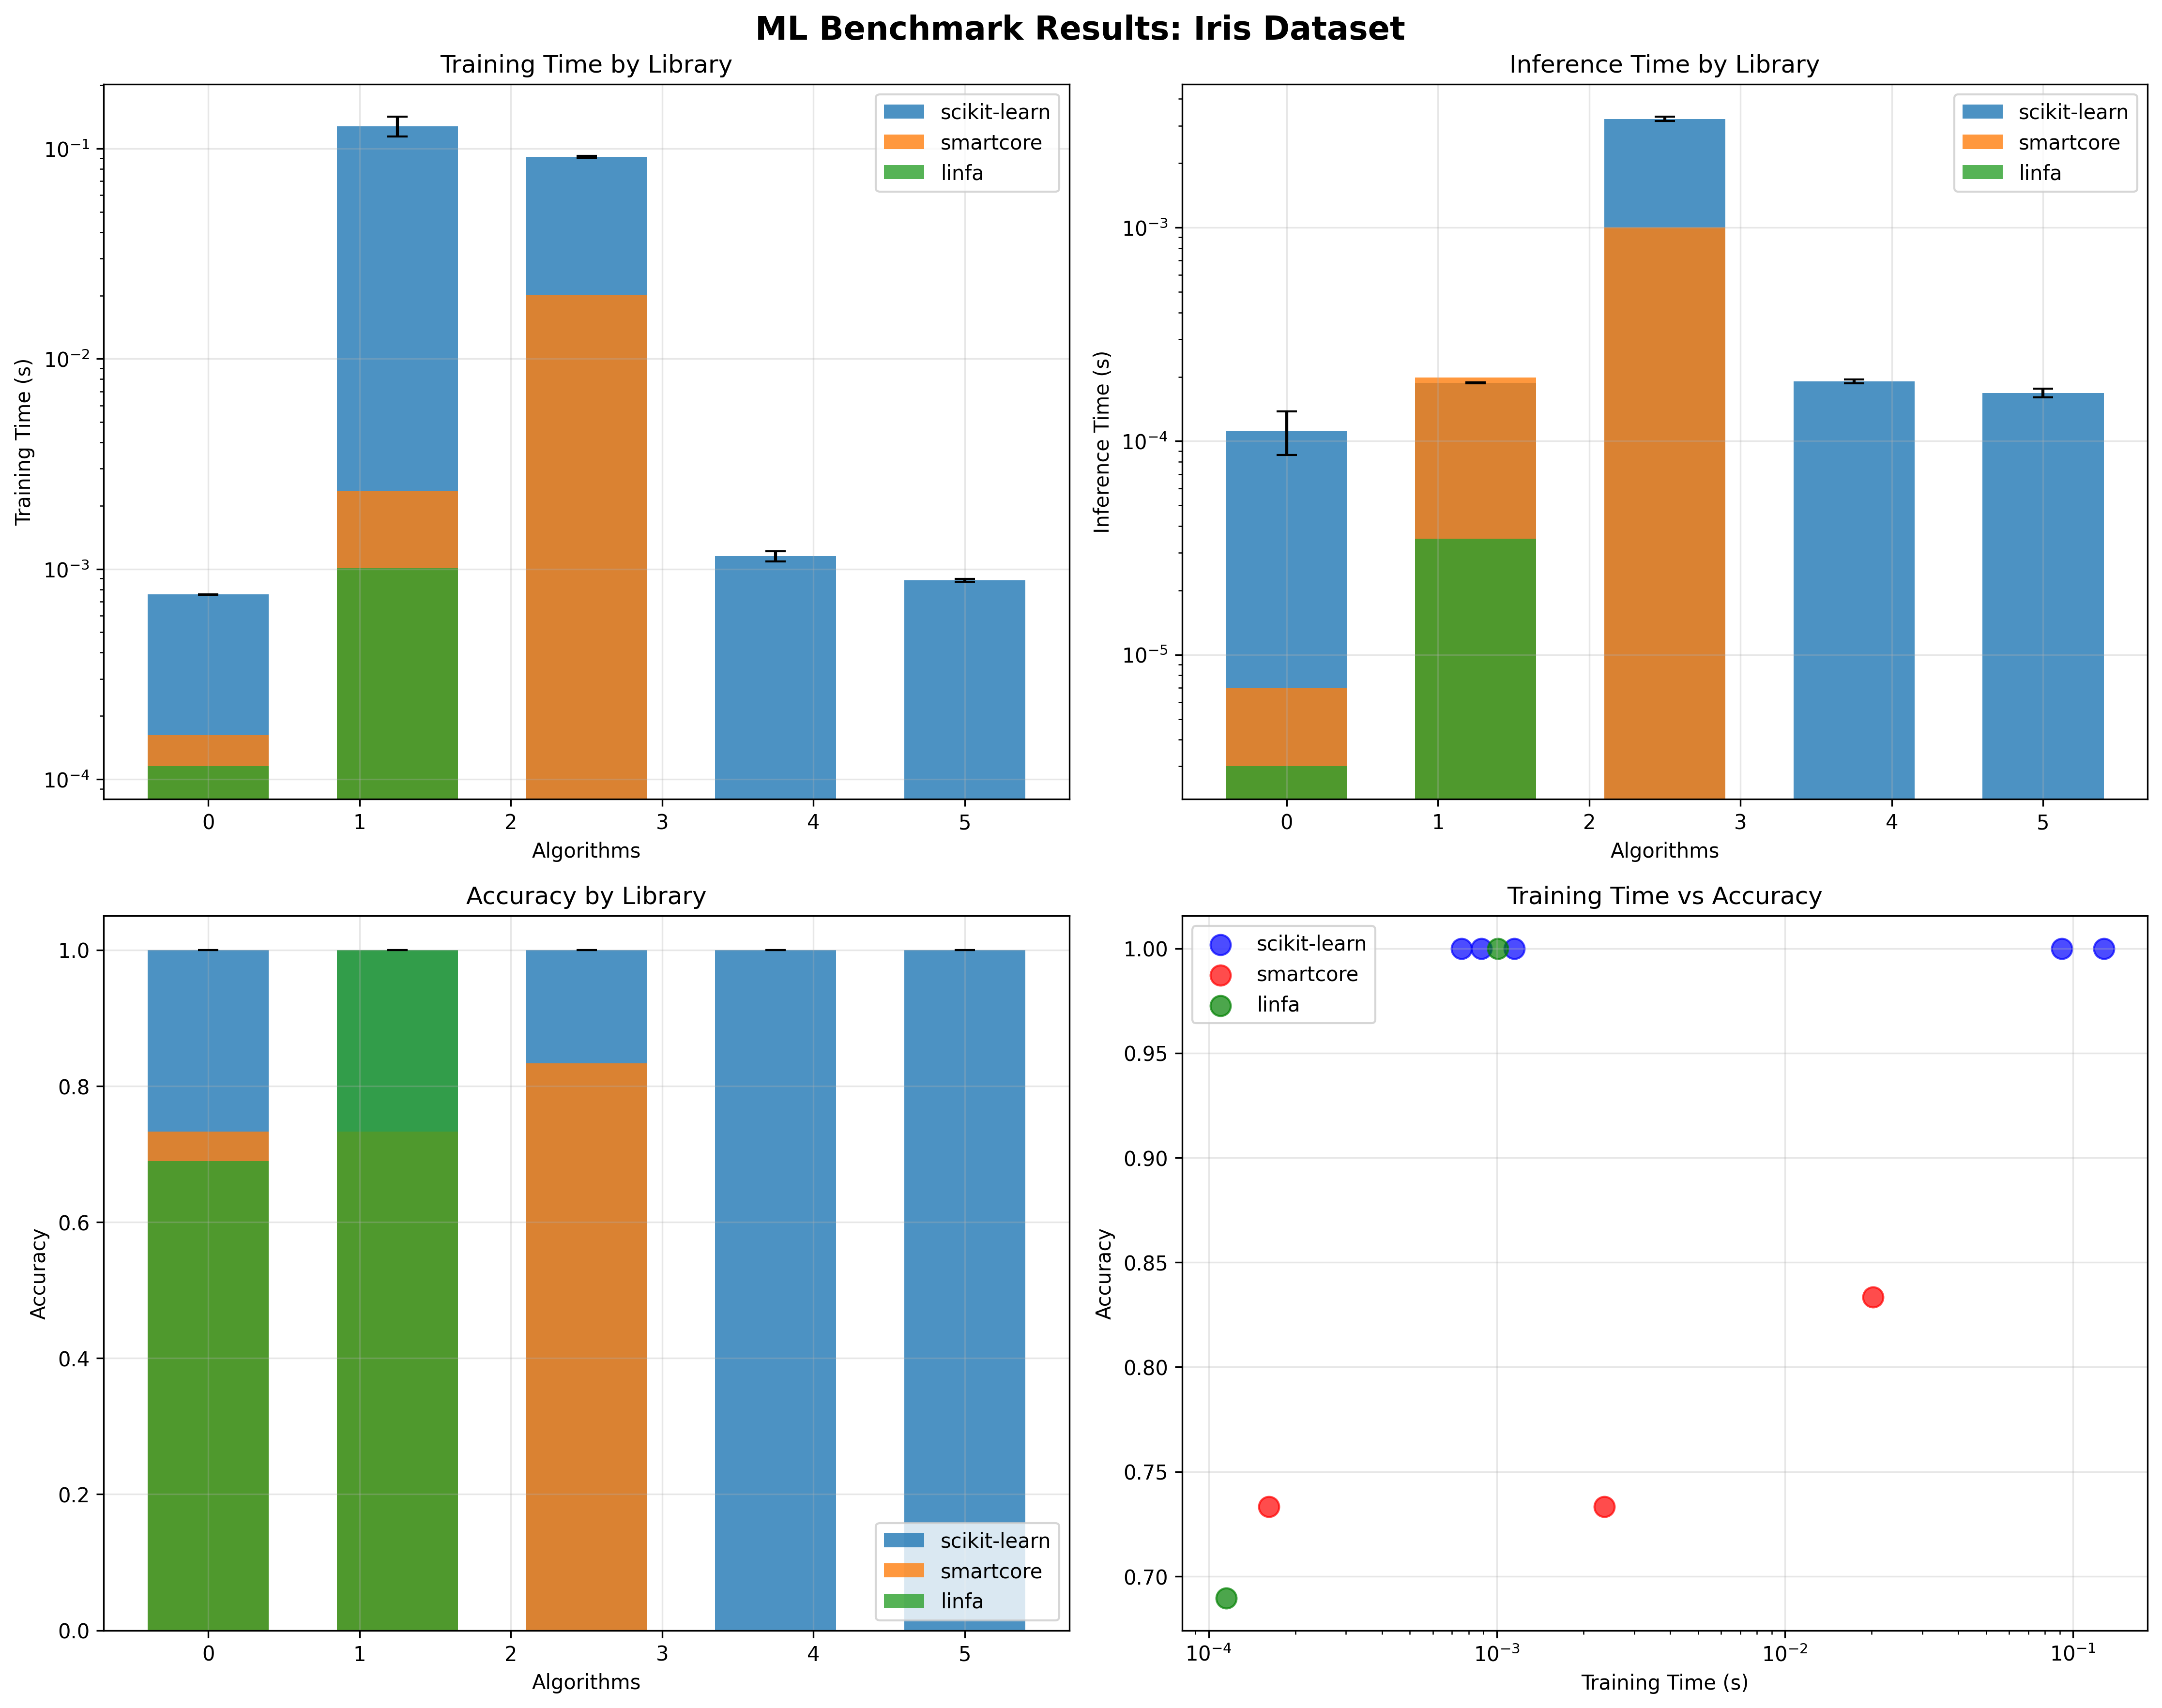 ML Benchmark Results: Iris Dataset
Training Time by Library
10⁻¹
10⁻²
10⁻³
10⁻⁴
Training Time (s)
scikit-learn
smartcore
linfa
0 1 2 3 4 5
Algorithms
Inference Time by Library
10⁻³
10⁻⁴
10⁻⁵
Inference Time (s)
scikit-learn
smartcore
linfa
0 1 2 3 4 5
Algorithms
Accuracy by Library
1.0
0.8
0.6
0.4
0.2
0.0
Accuracy
scikit-learn
smartcore
linfa
0 1 2 3 4 5
Algorithms
Training Time vs Accuracy
scikit-learn
smartcore
linfa
1.00
0.95
0.90
0.85
0.80
0.75
0.70
Accuracy
10⁻⁴ 10⁻³ 10⁻² 10⁻¹
Training Time (s)